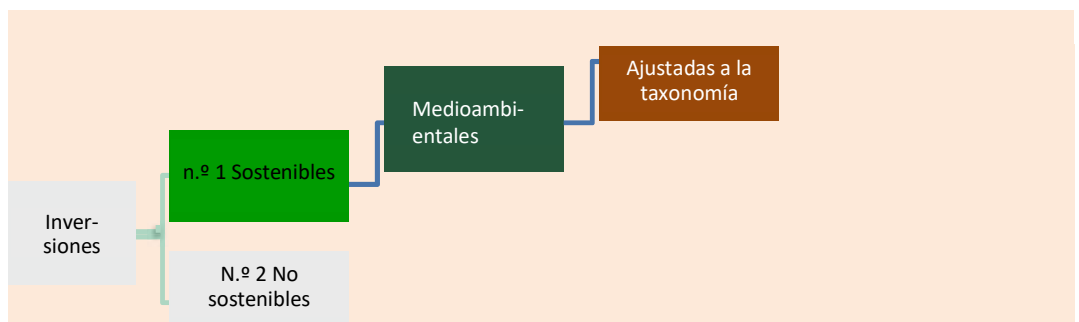 Inver-
siones
n.º 1 Sostenibles
N.º 2 No
sostenibles
Medioambi-
entales
Ajustadas a la
taxonomía